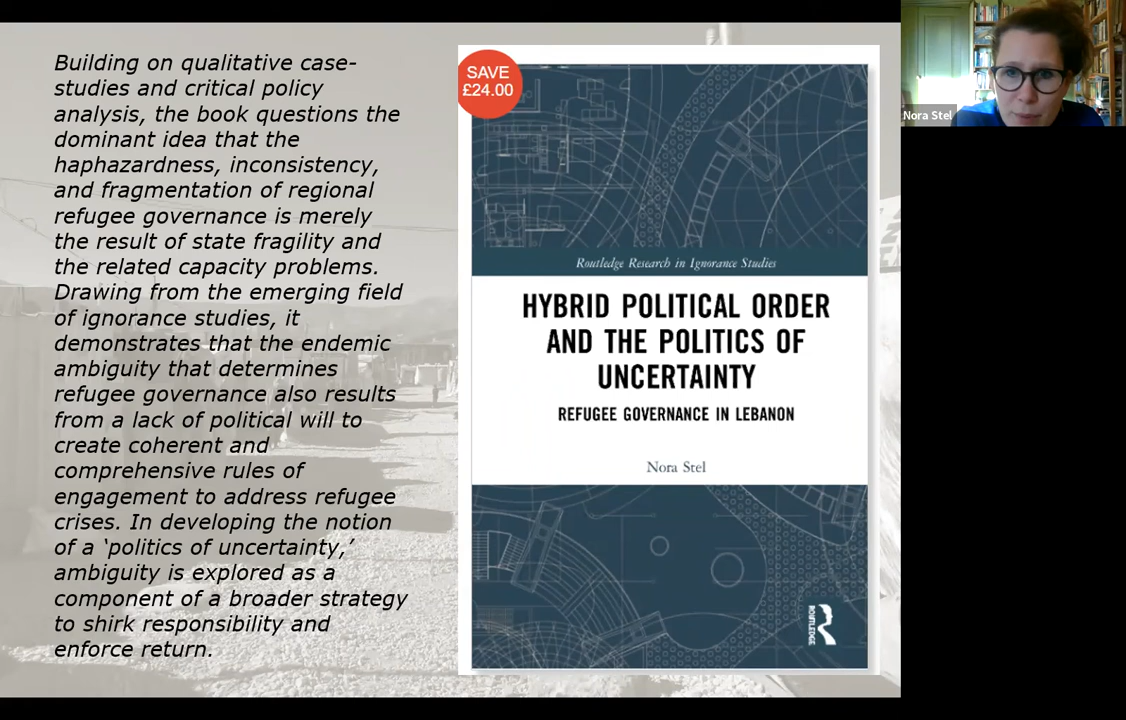 Building on qualitative case-
studies and critical policy
analysis, the book questions the
dominant idea that the
haphazardness, inconsistency,
and fragmentation of regional
refugee governance is merely
the result of state fragility and
the related capacity problems.
Drawing from the emerging field
of ignorance studies, it
demonstrates that the endemic
ambiguity that determines
refugee governance also results
from a lack of political will to
create coherent and
comprehensive rules of
engagement to address refugee
crises. In developing the notion
of a ‘politics of uncertainty,’
ambiguity is explored as a
component of a broader strategy
to shirk responsibility and
enforce return.
SAVE
£24.00
Routledge Research in Ignorance Studies
HYBRID POLITICAL ORDER
AND THE POLITICS OF
UNCERTAINTY
REFUGEE GOVERNANCE IN LEBANON
Nora Stel
ROUTLEDGE
Nora Stel